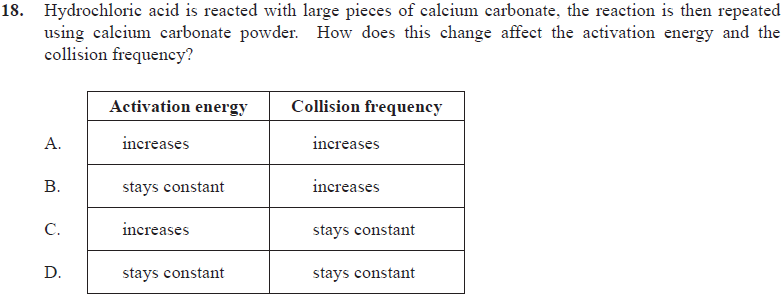 18. Hydrochloric acid is reacted with large pieces of calcium carbonate, the reaction is then repeated
using calcium carbonate powder. How does this change affect the activation energy and the
collision frequency?
Activation energy Collision frequency
A. increases increases
B. stays constant increases
C. increases stays constant
D. stays constant stays constant